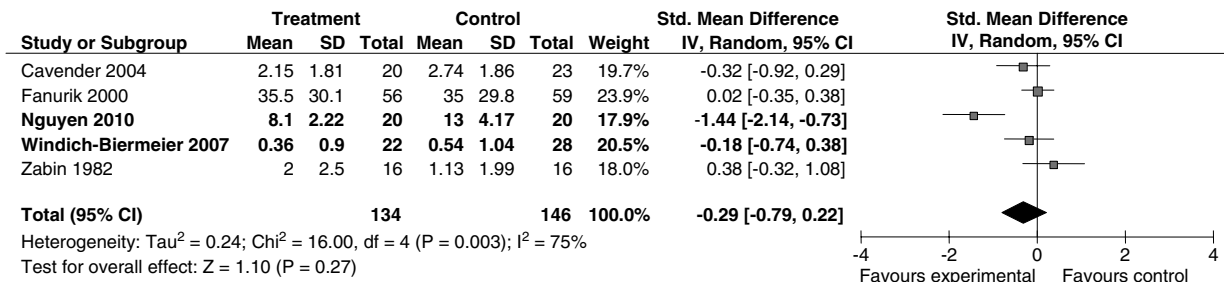 Treatment Control Std. Mean Difference Std. Mean Difference
Study or Subgroup Mean SD Total Mean SD Total Weight IV, Random, 95% CI IV, Random, 95% CI
Cavender 2004 2.15 1.81 20 2.74 1.86 23 19.7% -0.32 [-0.92, 0.29]
Fanurik 2000 35.5 30.1 56 35 29.8 59 23.9% 0.02 [-0.35, 0.38]
Nguyen 2010 8.1 2.22 20 13 4.17 20 17.9% -1.44 [-2.14, -0.73]
Windich-Biermeier 2007 0.36 0.9 22 0.54 1.04 28 20.5% -0.18 [-0.74, 0.38]
Zabin 1982 2 2.5 16 1.13 1.99 16 18.0% 0.38 [-0.32, 1.08]
Total (95% CI) 134 146 100.0% -0.29 [-0.79, 0.22]
Heterogeneity: Tau² = 0.24; Chi² = 16.00, df = 4 (P = 0.003); I² = 75%
Test for overall effect: Z = 1.10 (P = 0.27)
-4 -2 0 2 4
Favours experimental Favours control